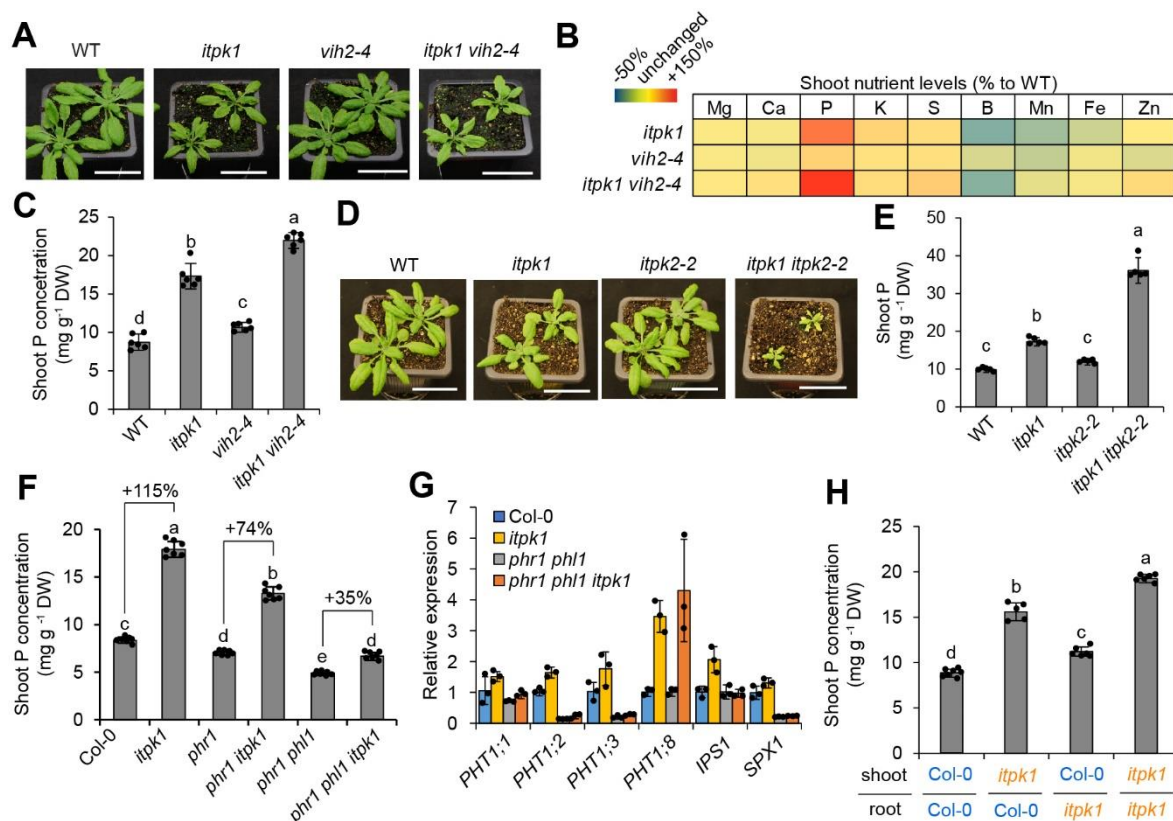 A
WT
itpk1
vih2-4
itpk1 vih2-4
B
-50%
unchanged
+150%
Shoot nutrient levels (% to WT)
Mg Ca P K S B Mn Fe Zn
itpk1
vih2-4
itpk1 vih2-4
C
Shoot P concetration
(mg g -1 DW)
25
20
15
10
5
0
d
b
c
a
WT
itpk1
vih2-4
itpk1 vih2-4
D
WT
itpk1
itpk2-2
itpk1 itpk2-2
E
Shoot P
(mg g -1 DW)
50
40
30
20
10
0
c
b
c
a
WT
itpk1
itpk2-2
itpk1 itpk2-2
F
Shoot P concentration
(mg g -1 DW)
20
15
10
5
0
+115%
+74%
+35%
c
a
d
b
e
d
Col-0
itpk1
phr1
phr1 itpk1
phr1 phl1
phr1 phl1 itpk1
G
Relative expression
7
6
5
4
3
2
1
0
Col-0
itpk1
phr1 phl1
phr1 phl1 itpk1
PHT1;1
PHT1;2
PHT1;3
PHT1;8
IPS1
SPX1
H
Shoot P concentration
(mg g -1 DW)
25
20
15
10
5
0
d
b
c
a
shoot Col-0 itpk1 Col-0 itpk1
root Col-0 Col-0 itpk1 itpk1